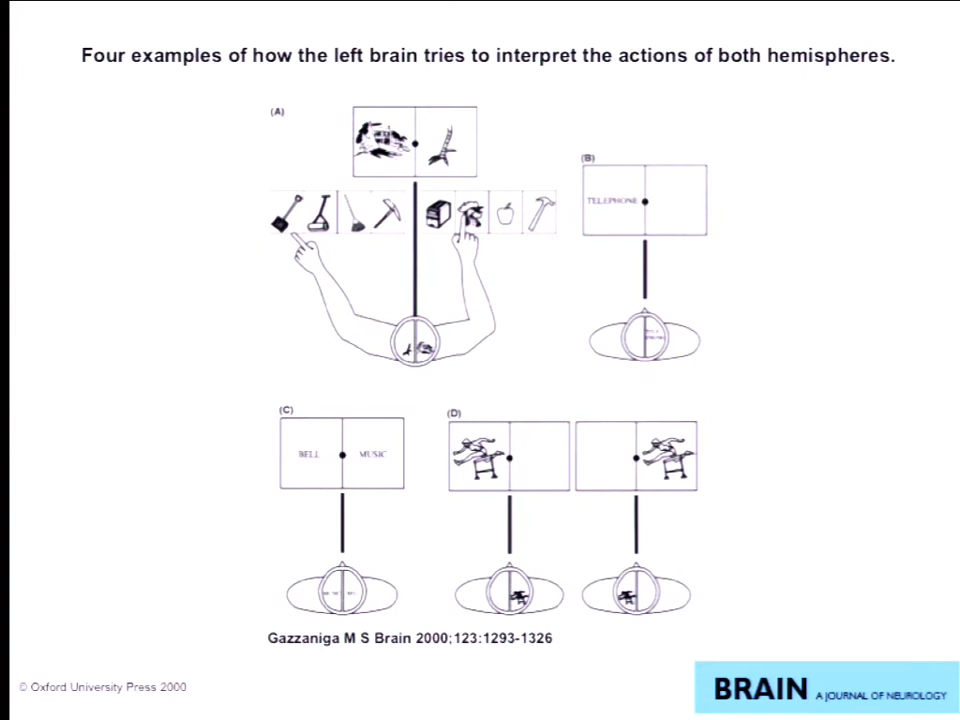 Four examples of how the left brain tries to interpret the actions of both hemispheres.
(A)
(B)
TELEPHONE
(C)
BELL MUSIC
(D)
Gazzaniga M S Brain 2000;123:1293-1326
© Oxford University Press 2000
BRAIN A JOURNAL OF NEUROLOGY